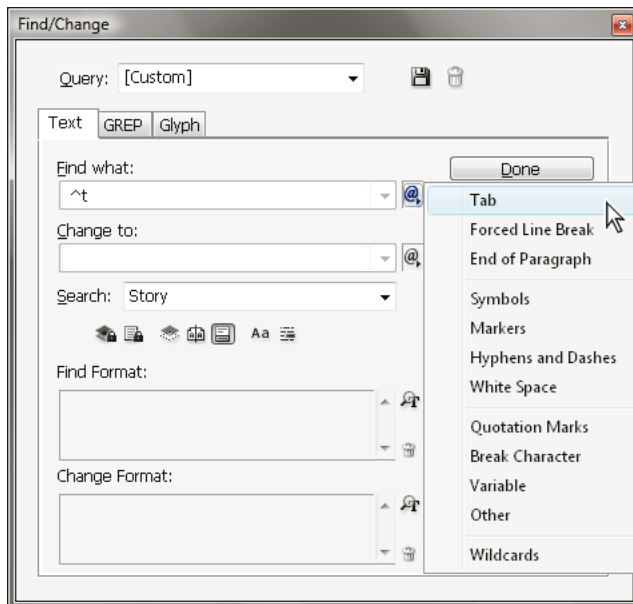 Find/Change
Query: [Custom]
Text GREP Glyph
Find what:
^t
Done
Change to:
Search: Story
Aa
Find Format:
Change Format:
Tab
Forced Line Break
End of Paragraph
Symbols
Markers
Hyphens and Dashes
White Space
Quotation Marks
Break Character
Variable
Other
Wildcards